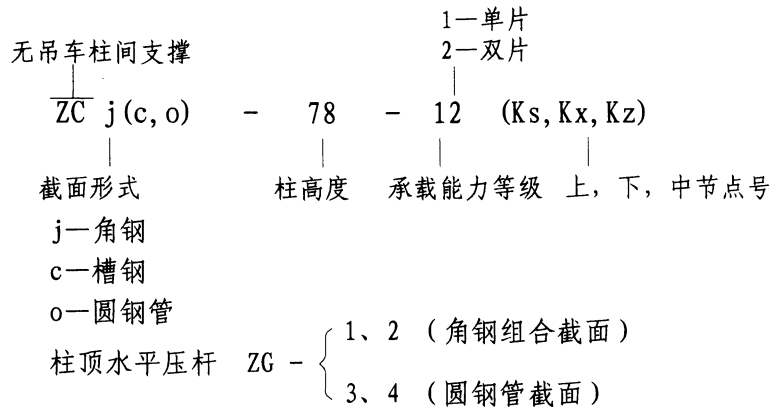 1—单片
无吊车柱间支撑 2—双片
ZC j(c,o) - 78 - 12 (Ks,Kx,Kz)
截面形式 柱高度 承载能力等级 上，下，中节点号
j—角钢
c—槽钢
o—圆钢管
1、2 (角钢组合截面)
柱顶水平压杆 ZG -
3、4 (圆钢管截面)